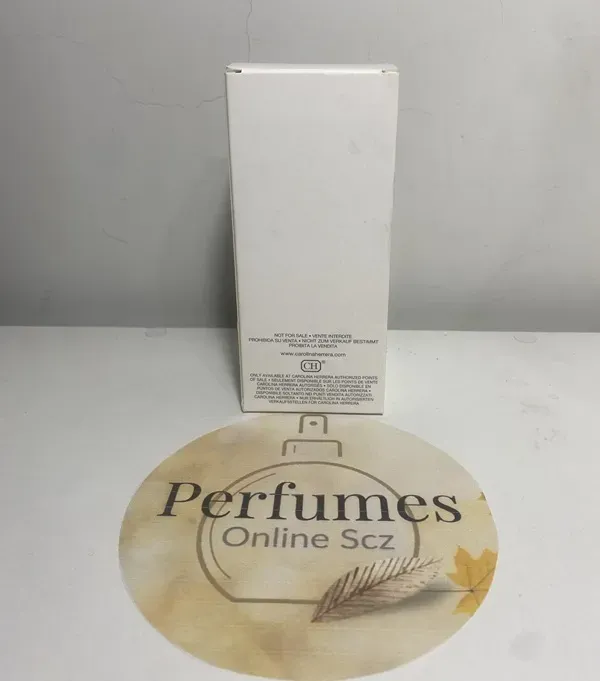 NOT FOR SALE • VENTE INTERDITE
PROHIBIDA SU VENTA • NICHT ZUM VERKAUF BESTIMMT
PROIBITA LA VENDITA
www.carolinaherrera.com
CH®
ONLY AVAILABLE AT CAROLINA HERRERA AUTHORIZED POINTS
OF SALE • SEULEMENT DISPONIBLE SUR LES POINTS DE VENTE
CAROLINA HERRERA AUTORISÉS • SOLO DISPONIBLE EN
PUNTOS DE VENTA AUTORIZADOS CAROLINA HERRERA •
DISPONIBILE SOLTANTO NEI PUNTI VENDITA AUTORIZZATI
CAROLINA HERRERA • NUR ERHÄLTLICH IN AUTORISIERTEN
VERKAUFSSTELLEN FÜR CAROLINA HERRERA
Perfumes
Online Scz